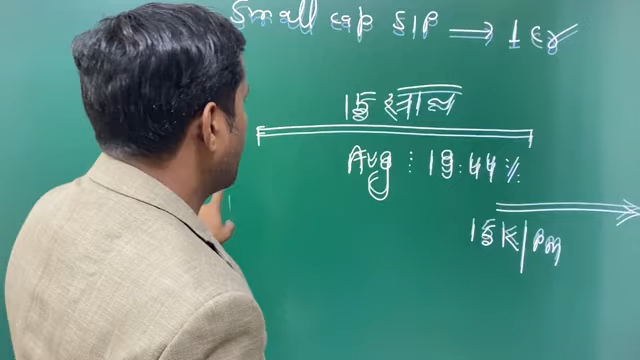 Small cap SIP → 1 Cr
15 साल
Avg : 19.44 %
15K/PM